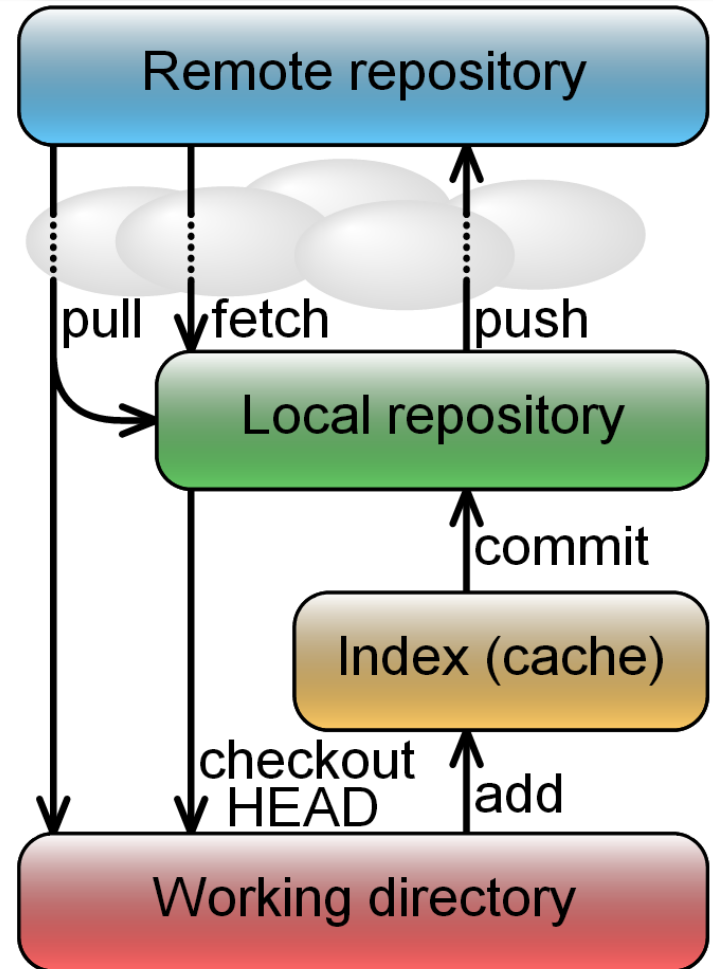 Remote repository
pull
fetch
push
Local repository
commit
Index (cache)
checkout
HEAD
add
Working directory